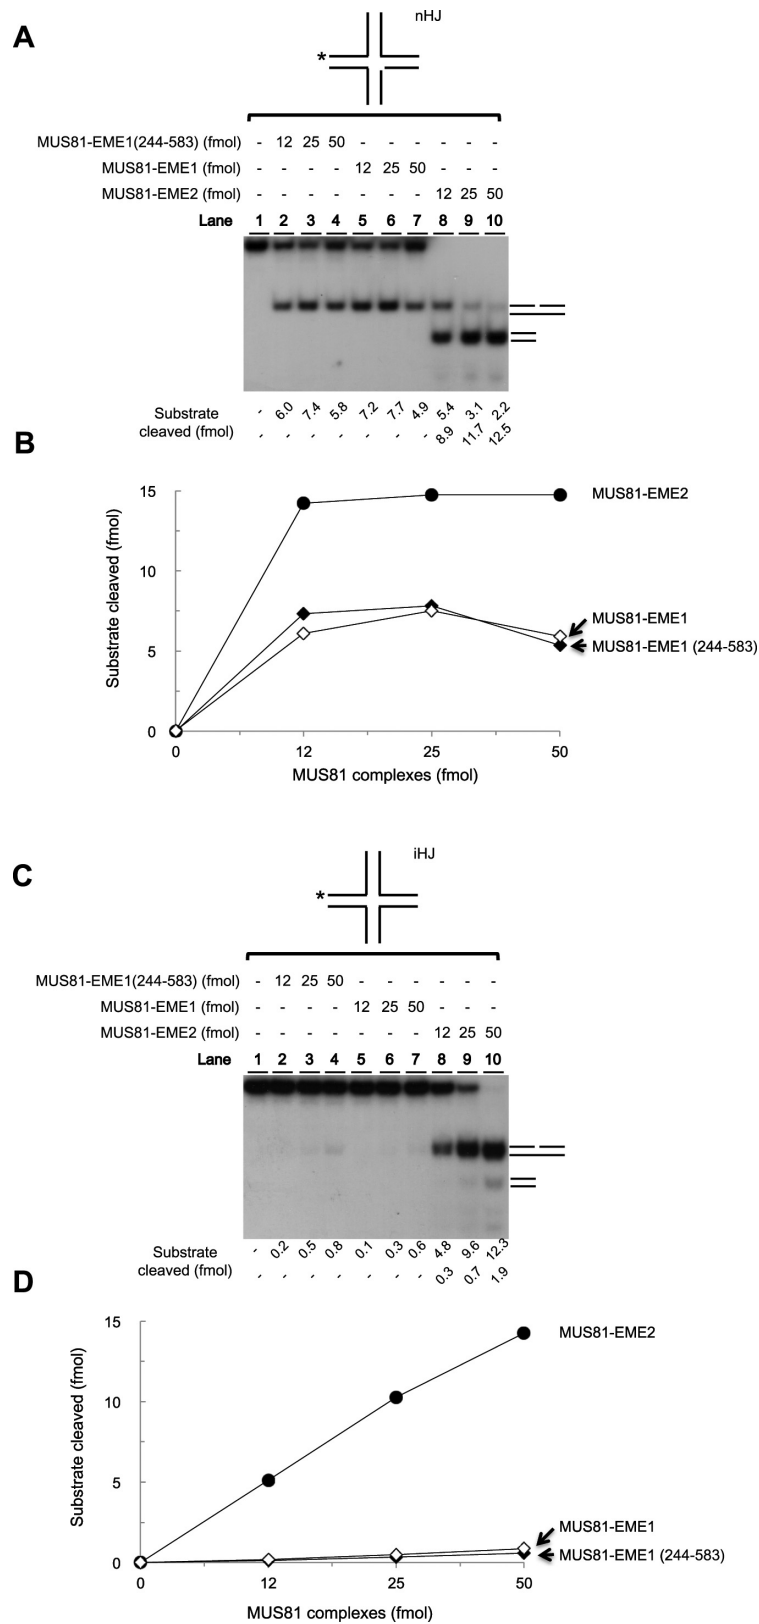 A
nHJ
*
MUS81-EME1(244-583) (fmol) - 12 25 50 - - - - - -
MUS81-EME1 (fmol) - - - - 12 25 50 - - -
MUS81-EME2 (fmol) - - - - - - - 12 25 50
Lane 1 2 3 4 5 6 7 8 9 10
Substrate cleaved (fmol)
- 6.0 7.4 5.8 7.2 7.7 4.9 5.4 3.1 2.2
- - - - - - - 8.9 11.7 12.5
B
15
10
5
0
Substrate cleaved (fmol)
MUS81-EME2
MUS81-EME1
MUS81-EME1 (244-583)
0 12 25 50
MUS81 complexes (fmol)
C
iHJ
*
MUS81-EME1(244-583) (fmol) - 12 25 50 - - - - - -
MUS81-EME1 (fmol) - - - - 12 25 50 - - -
MUS81-EME2 (fmol) - - - - - - - 12 25 50
Lane 1 2 3 4 5 6 7 8 9 10
Substrate cleaved (fmol)
- 0.2 0.5 0.8 0.1 0.3 0.6 4.8 9.6 12.3
- - - - - - - 0.3 0.7 1.9
D
15
10
5
0
Substrate cleaved (fmol)
MUS81-EME2
MUS81-EME1
MUS81-EME1 (244-583)
0 12 25 50
MUS81 complexes (fmol)